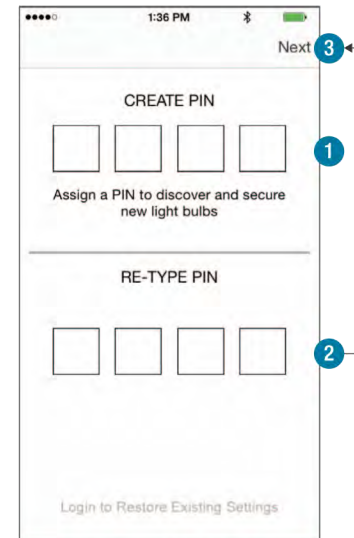 1:36 PM
Next 3
CREATE PIN
1
Assign a PIN to discover and secure
new light bulbs
RE-TYPE PIN
2
Login to Restore Existing Settings